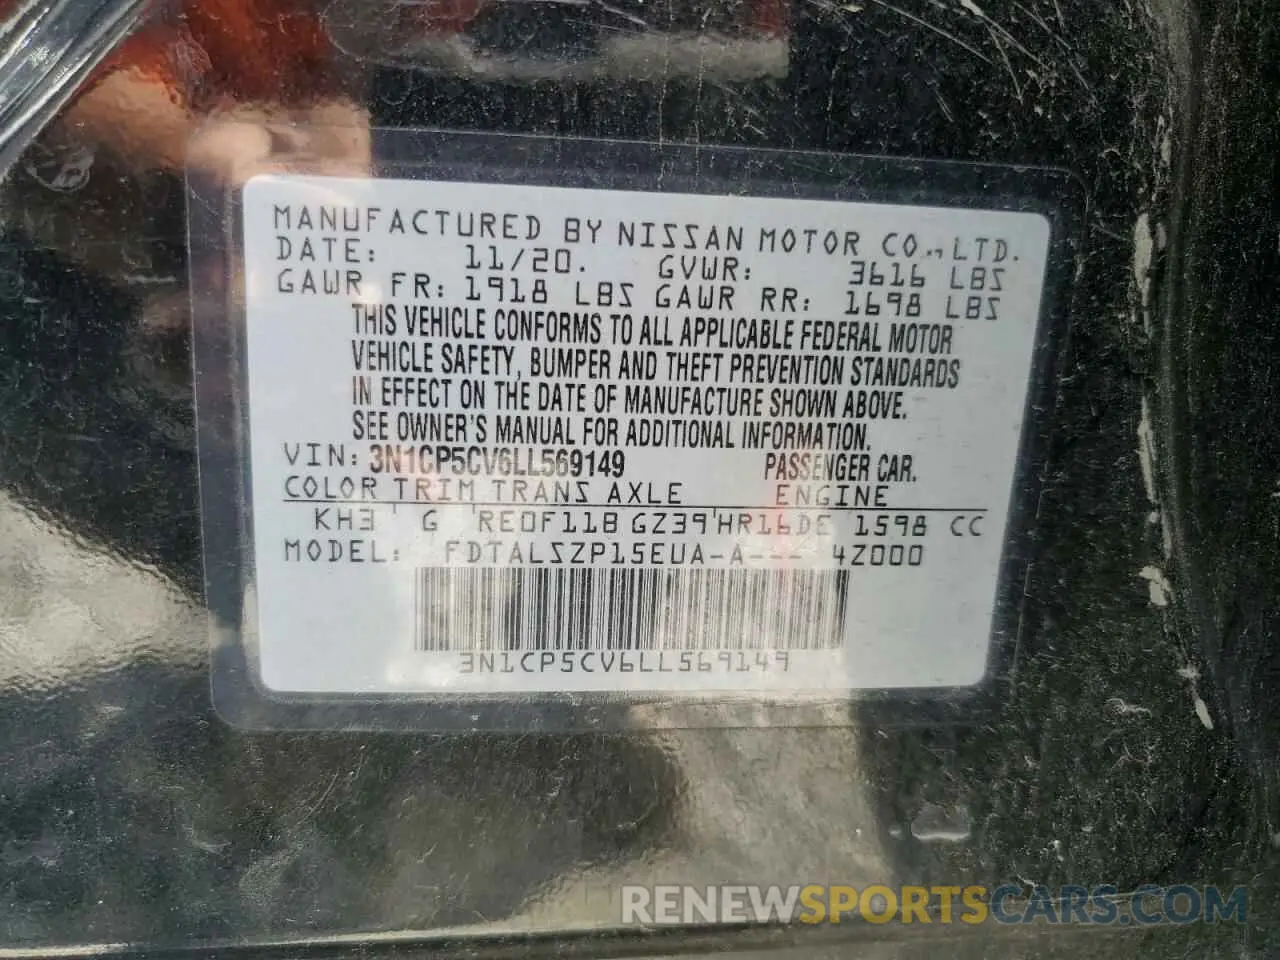 MANUFACTURED BY NISSAN MOTOR CO., LTD.
DATE: 11/20. GVWR: 3616 LBS
GAWR FR: 1918 LBS GAWR RR: 1698 LBS
THIS VEHICLE CONFORMS TO ALL APPLICABLE FEDERAL MOTOR
VEHICLE SAFETY, BUMPER AND THEFT PREVENTION STANDARDS
IN EFFECT ON THE DATE OF MANUFACTURE SHOWN ABOVE.
SEE OWNER'S MANUAL FOR ADDITIONAL INFORMATION.
VIN: 3N1CP5CV6LL569149 PASSENGER CAR.
COLOR TRIM TRANS AXLE ENGINE
KH3 ' G ' RE0F11B GZ39'HR16DE 1598 CC
MODEL: FDTALSZP15EUA-A--- 4Z000
3N1CP5CV6LL569149
RENEWSPORTSCARS.COM